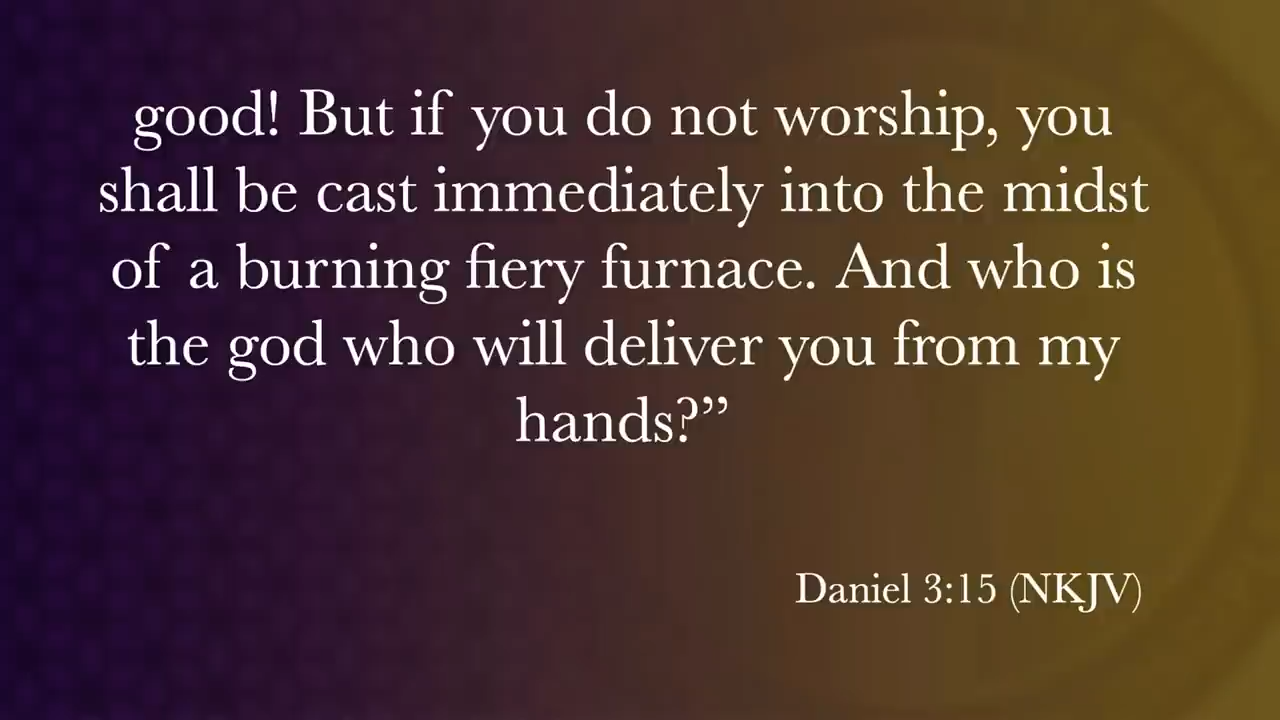 good! But if you do not worship, you
shall be cast immediately into the midst
of a burning fiery furnace. And who is
the god who will deliver you from my
hands?”
Daniel 3:15 (NKJV)